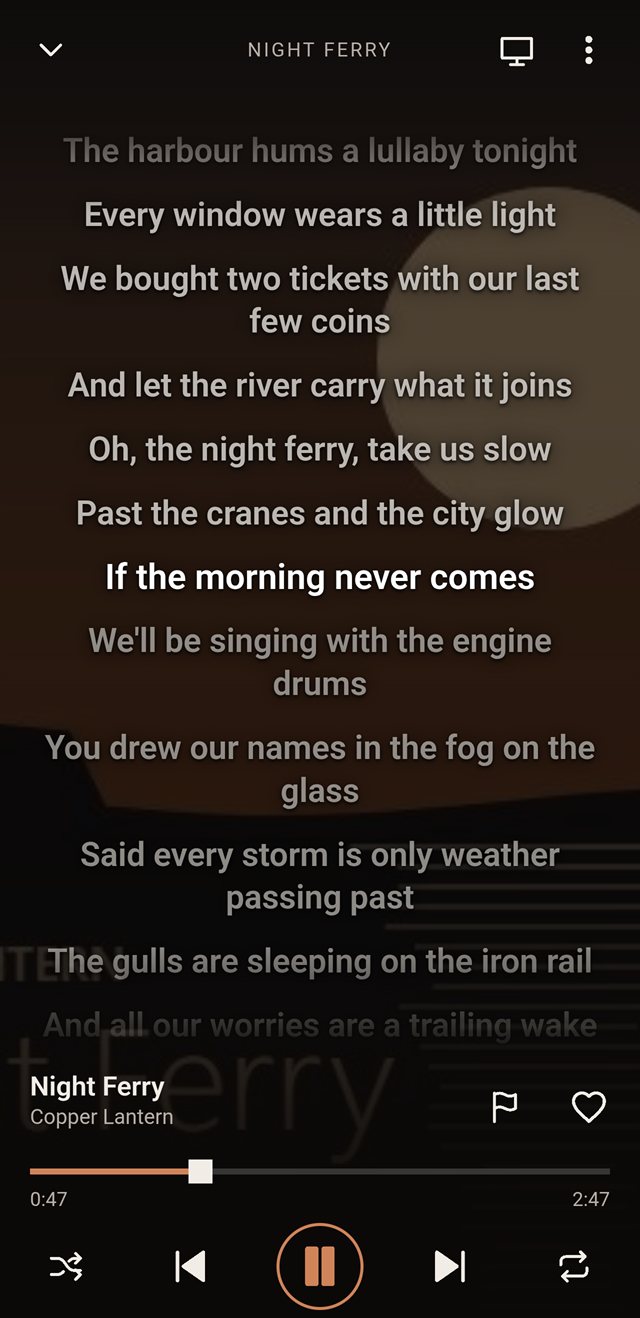 NIGHT FERRY
The harbour hums a lullaby tonight
Every window wears a little light
We bought two tickets with our last
few coins
And let the river carry what it joins
Oh, the night ferry, take us slow
Past the cranes and the city glow
If the morning never comes
We'll be singing with the engine
drums
You drew our names in the fog on the
glass
Said every storm is only weather
passing past
TERN
The gulls are sleeping on the iron rail
And all our worries are a trailing wake
t Ferry
Night Ferry
Copper Lantern
0:47
2:47